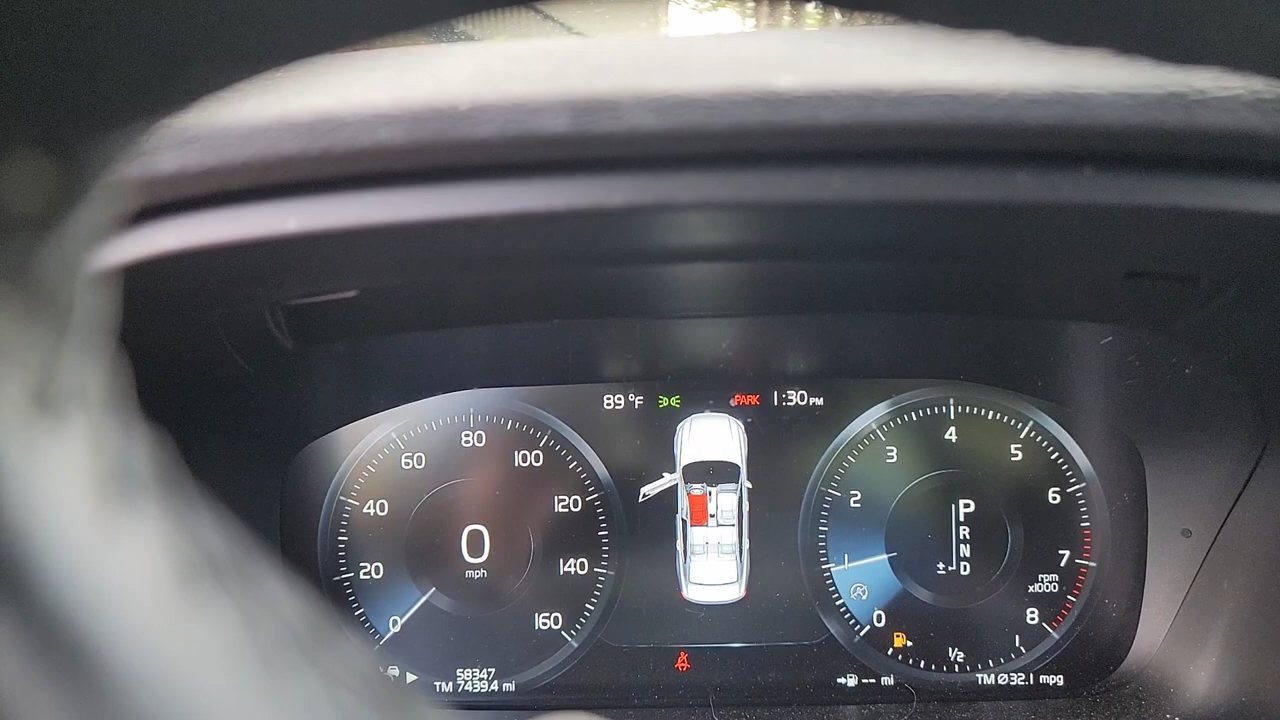 89 °F PARK 1:30 PM
0 20 40 60 80 100 120 140 160
0
mph
58347
TM 7439.4 mi
0 1 2 3 4 5 6 7 8
P
R
N
± D
rpm
x1000
1/2 1
-- mi
TM Ø32.1 mpg